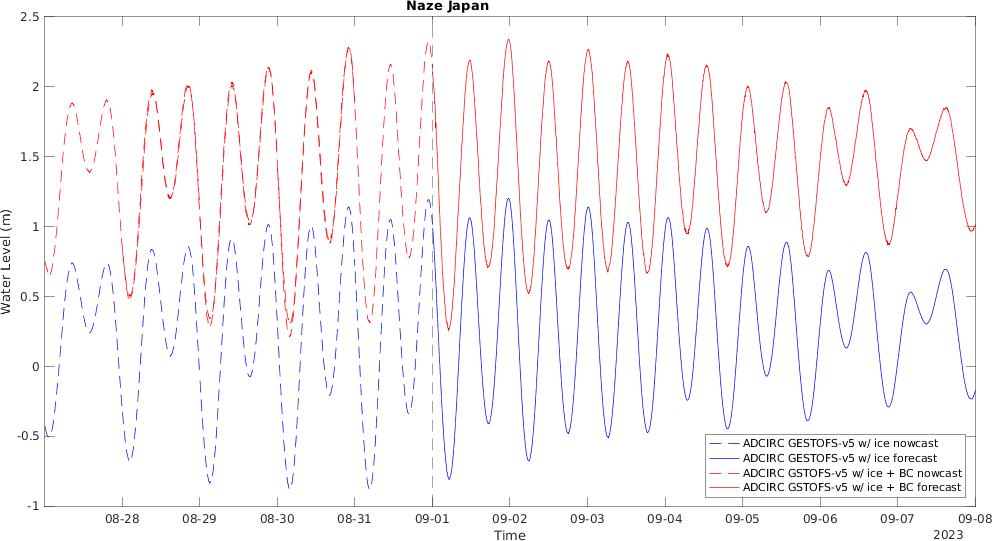 Naze Japan
2.5
2
1.5
1
0.5
0
-0.5
-1
Water Level (m)
ADCIRC GESTOFS-v5 w/ ice nowcast
ADCIRC GESTOFS-v5 w/ ice forecast
ADCIRC GSTOFS-v5 w/ ice + BC nowcast
ADCIRC GSTOFS-v5 w/ ice + BC forecast
08-28 08-29 08-30 08-31 09-01 09-02 09-03 09-04 09-05 09-06 09-07 09-08
Time
2023